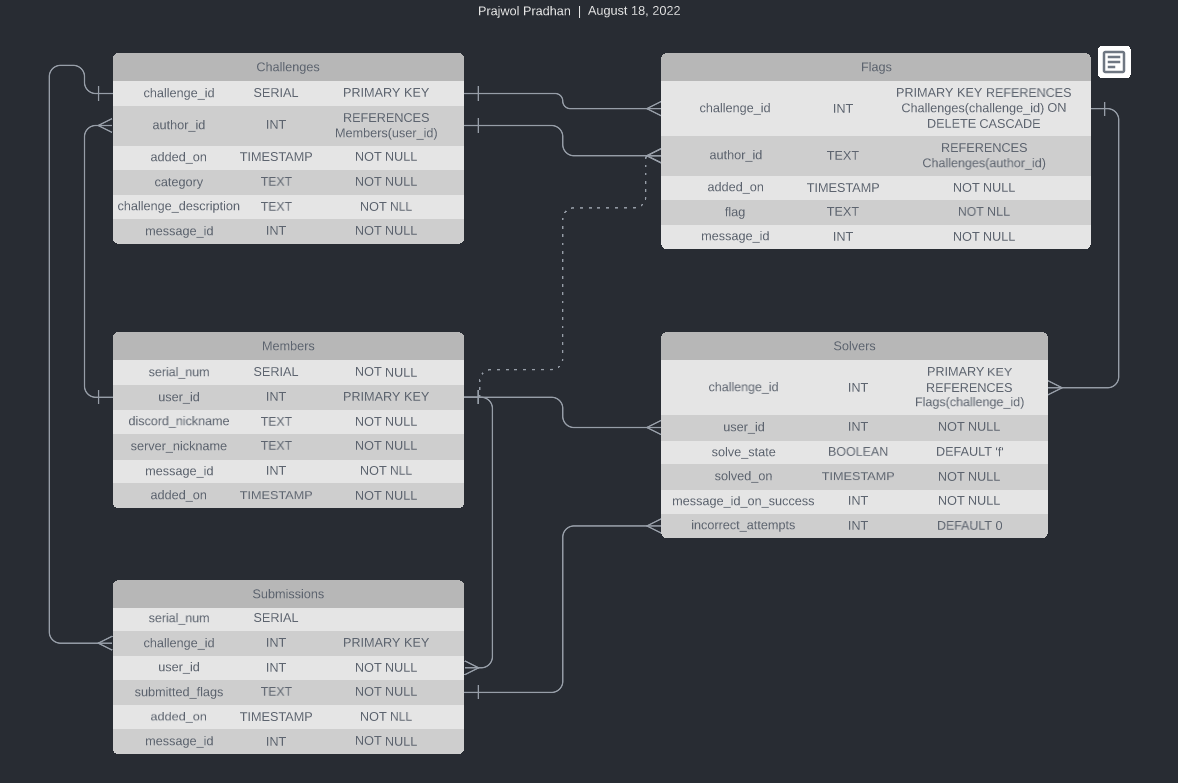 Prajwol Pradhan | August 18, 2022
Challenges
challenge_id SERIAL PRIMARY KEY
author_id INT REFERENCES
Members(user_id)
added_on TIMESTAMP NOT NULL
category TEXT NOT NULL
challenge_description TEXT NOT NLL
message_id INT NOT NULL
Flags
challenge_id INT PRIMARY KEY REFERENCES
Challenges(challenge_id) ON
DELETE CASCADE
author_id TEXT REFERENCES
Challenges(author_id)
added_on TIMESTAMP NOT NULL
flag TEXT NOT NLL
message_id INT NOT NULL
Members
serial_num SERIAL NOT NULL
user_id INT PRIMARY KEY
discord_nickname TEXT NOT NULL
server_nickname TEXT NOT NULL
message_id INT NOT NLL
added_on TIMESTAMP NOT NULL
Solvers
challenge_id INT PRIMARY KEY
REFERENCES
Flags(challenge_id)
user_id INT NOT NULL
solve_state BOOLEAN DEFAULT 'f'
solved_on TIMESTAMP NOT NULL
message_id_on_success INT NOT NULL
incorrect_attempts INT DEFAULT 0
Submissions
serial_num SERIAL
challenge_id INT PRIMARY KEY
user_id INT NOT NULL
submitted_flags TEXT NOT NULL
added_on TIMESTAMP NOT NLL
message_id INT NOT NULL